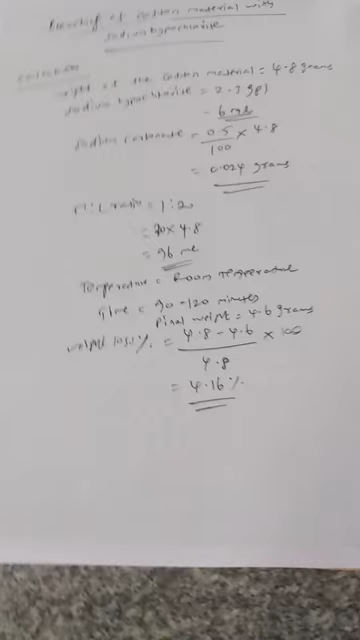 Bleaching of cotton material with
sodium hypochlorite
calculation
weight of the cotton material = 4.8 grams
sodium hypochlorite = 2-3 gpl
- 6 ml
sodium carbonate = 0.5/100 × 4.8
= 0.024 grams
M:L ratio = 1:20
= 20 × 4.8
= 96 ml
Temperature = Room temperature
Time = 90-120 minutes
Final weight = 4.6 grams
weight loss % = 4.8 - 4.6 / 4.8 × 100
= 4.16 %